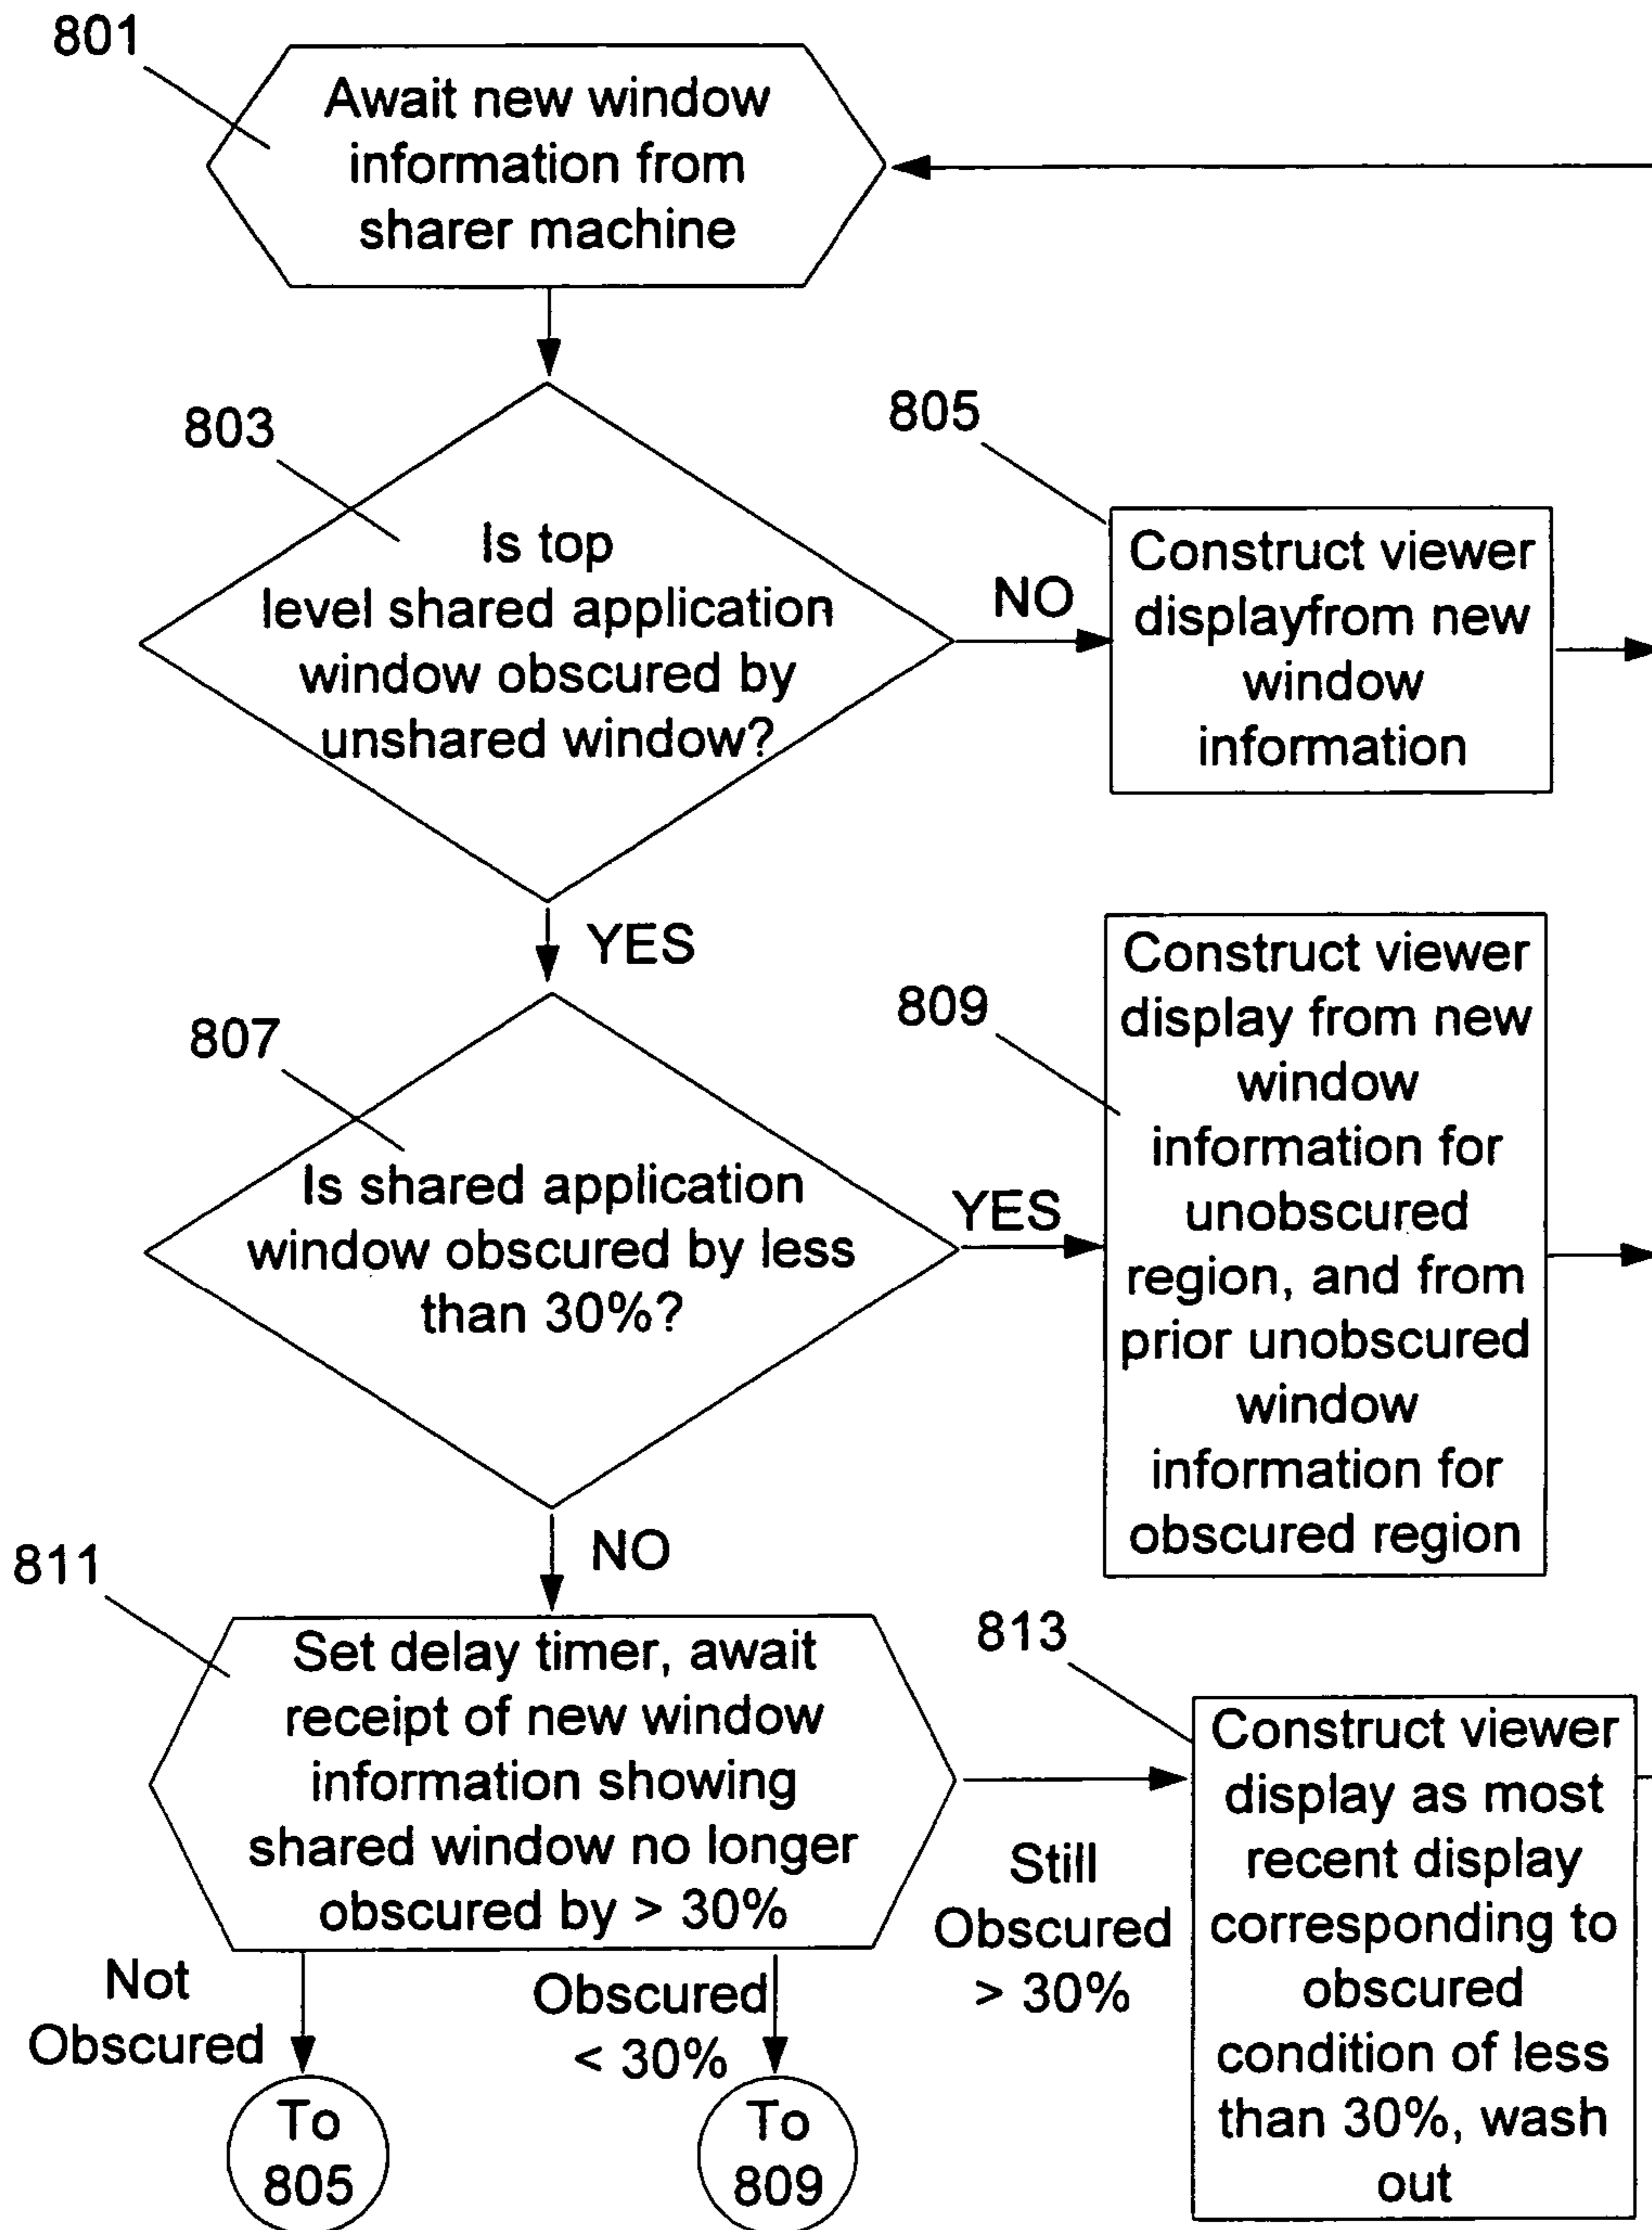 801
Await new window
information from
sharer machine
803
Is top
level shared application
window obscured by
unshared window?
NO
805
Construct viewer
displayfrom new
window
information
YES
807
Is shared application
window obscured by less
than 30%?
YES
809
Construct viewer
display from new
window
information for
unobscured
region, and from
prior unobscured
window
information for
obscured region
NO
811
Set delay timer, await
receipt of new window
information showing
shared window no longer
obscured by > 30%
Still
Obscured
> 30%
813
Construct viewer
display as most
recent display
corresponding to
obscured
condition of less
than 30%, wash
out
Not
Obscured
To
805
Obscured
< 30%
To
809